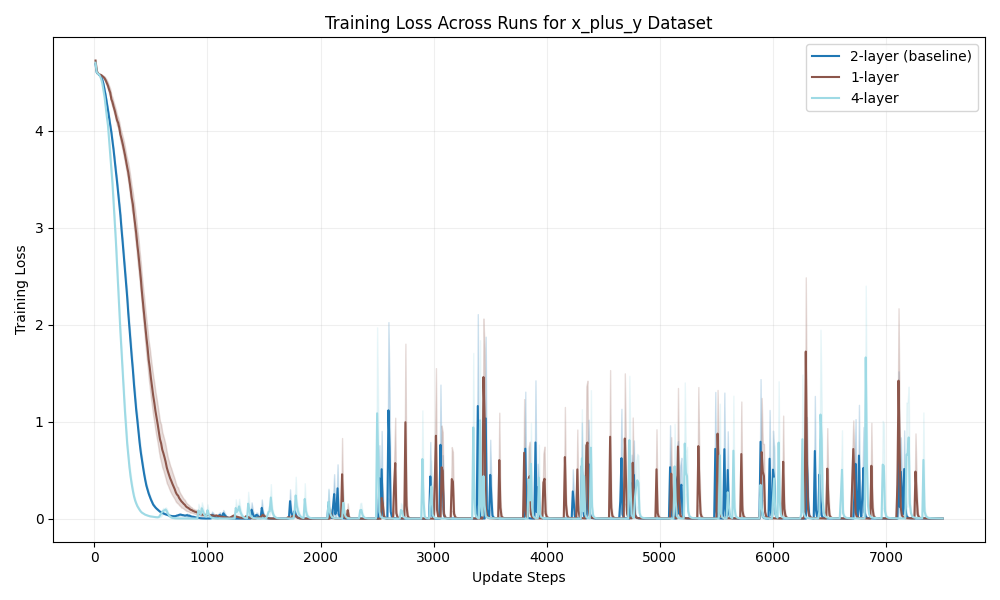 Training Loss Across Runs for x_plus_y Dataset
2-layer (baseline)
1-layer
4-layer
Training Loss
4
3
2
1
0
0 1000 2000 3000 4000 5000 6000 7000
Update Steps